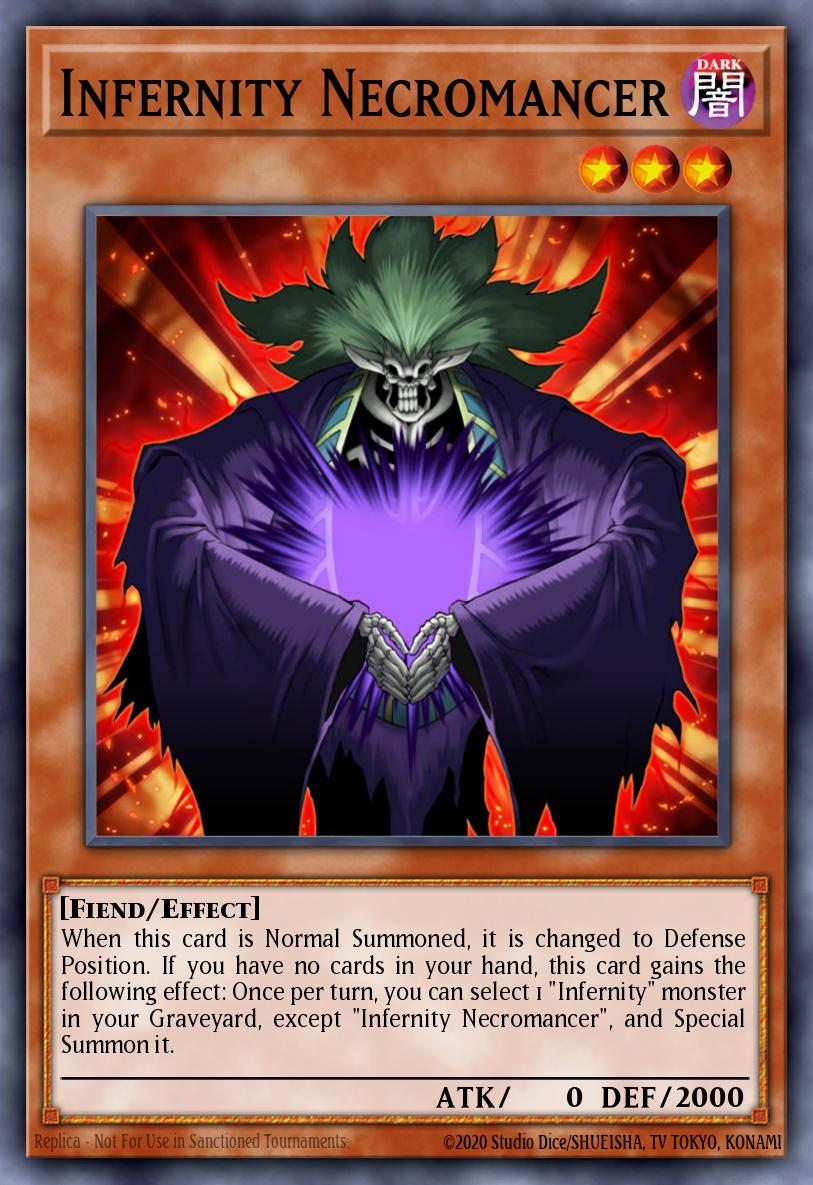 Infernity Necromancer
DARK
闇
[Fiend/Effect]
When this card is Normal Summoned, it is changed to Defense
Position. If you have no cards in your hand, this card gains the
following effect: Once per turn, you can select 1 "Infernity" monster
in your Graveyard, except "Infernity Necromancer", and Special
Summon it.
ATK/ 0 DEF/2000
Replica - Not For Use in Sanctioned Tournaments.
©2020 Studio Dice/SHUEISHA, TV TOKYO, KONAMI